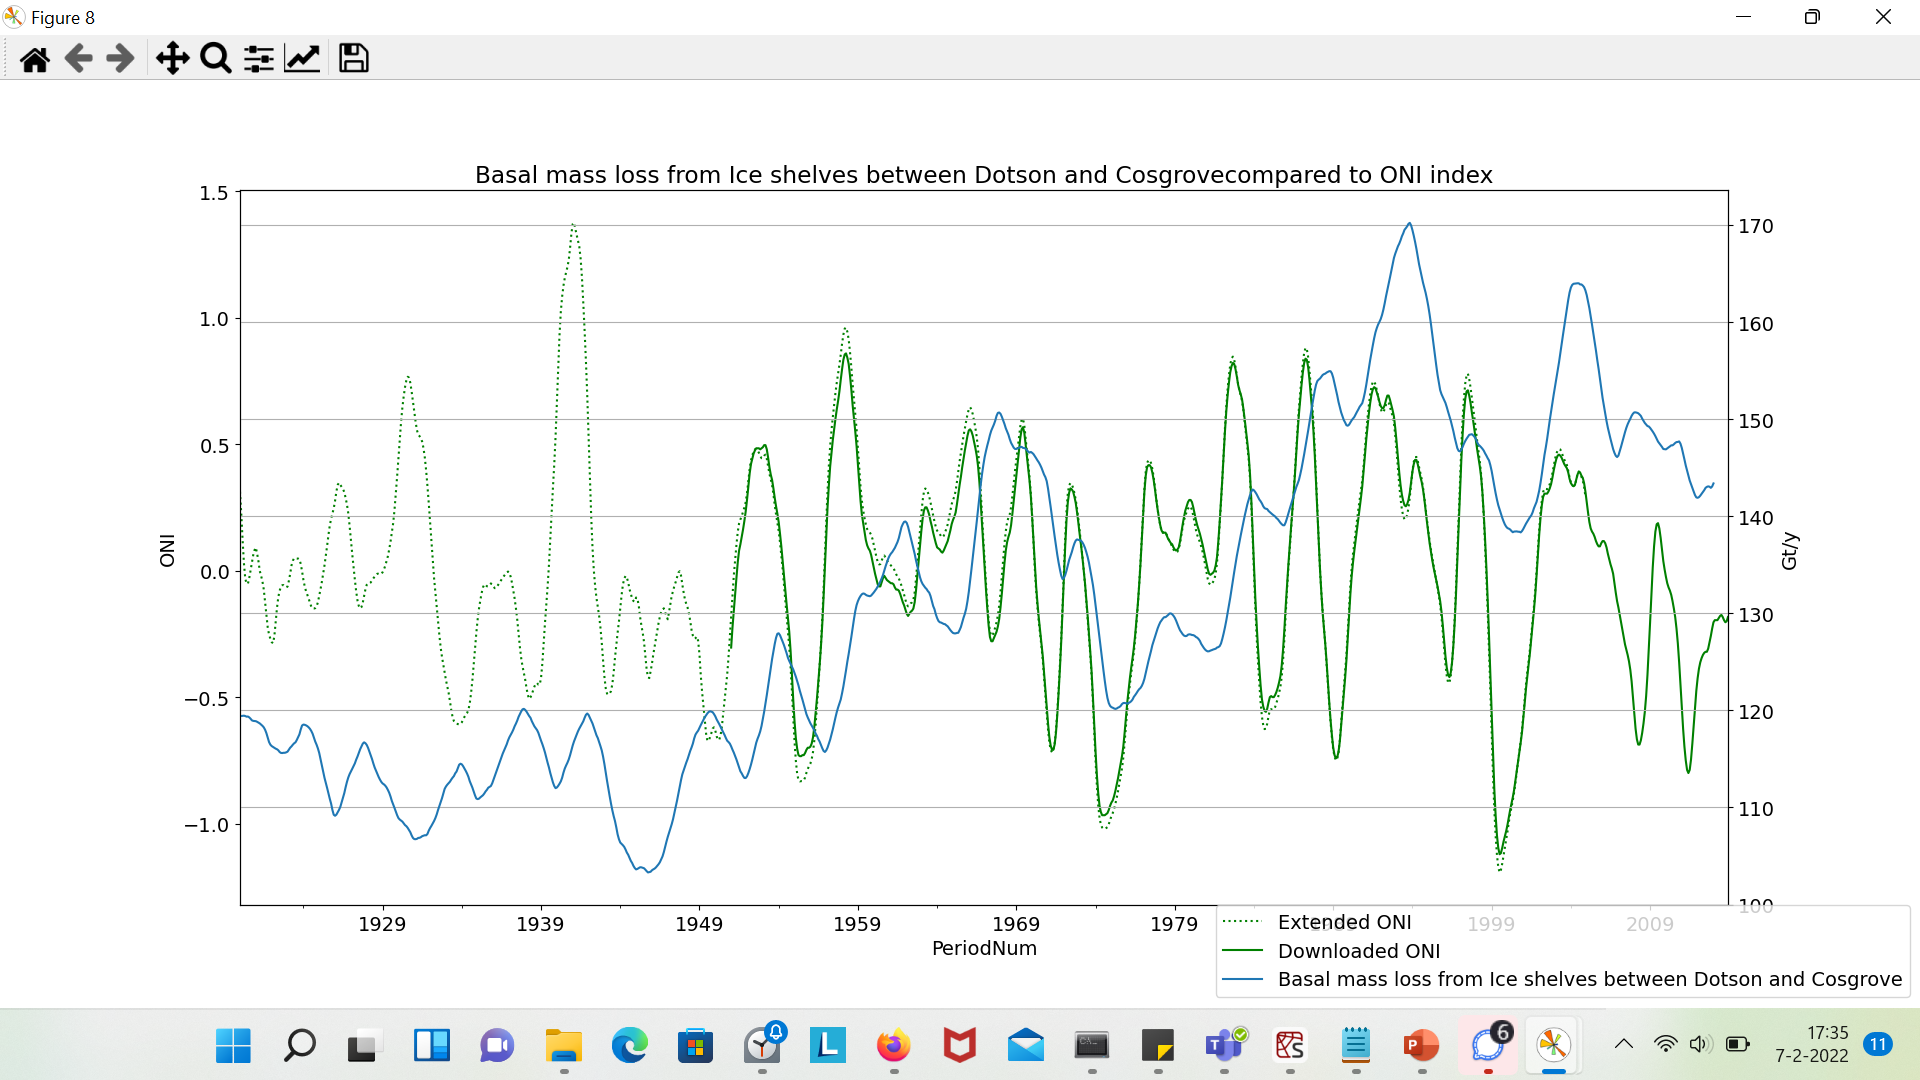 Figure 8
Basal mass loss from Ice shelves between Dotson and Cosgrovecompared to ONI index
1.5
1.0
0.5
0.0
−0.5
−1.0
ONI
170
160
150
140
130
120
110
100
Gt/y
1929
1939
1949
1959
1969
1979
1989
1999
2009
PeriodNum
Extended ONI
Downloaded ONI
Basal mass loss from Ice shelves between Dotson and Cosgrove
L
C:\_
T
P
6
17:35
7-2-2022
11